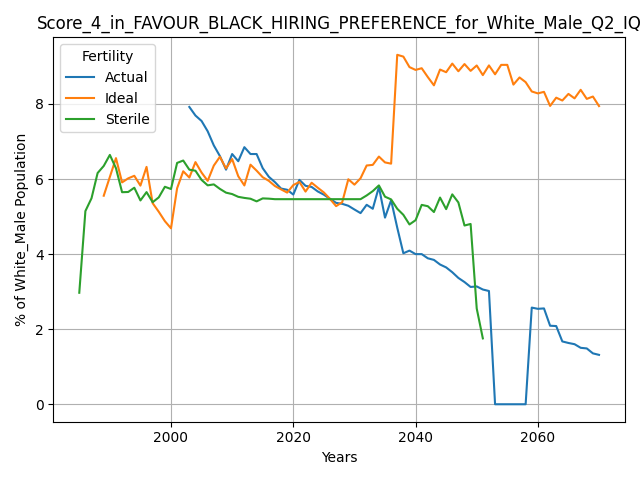 Score_4_in_FAVOUR_BLACK_HIRING_PREFERENCE_for_White_Male_Q2_IQ
Fertility
Actual
Ideal
Sterile
% of White_Male Population
8
6
4
2
0
2000 2020 2040 2060
Years